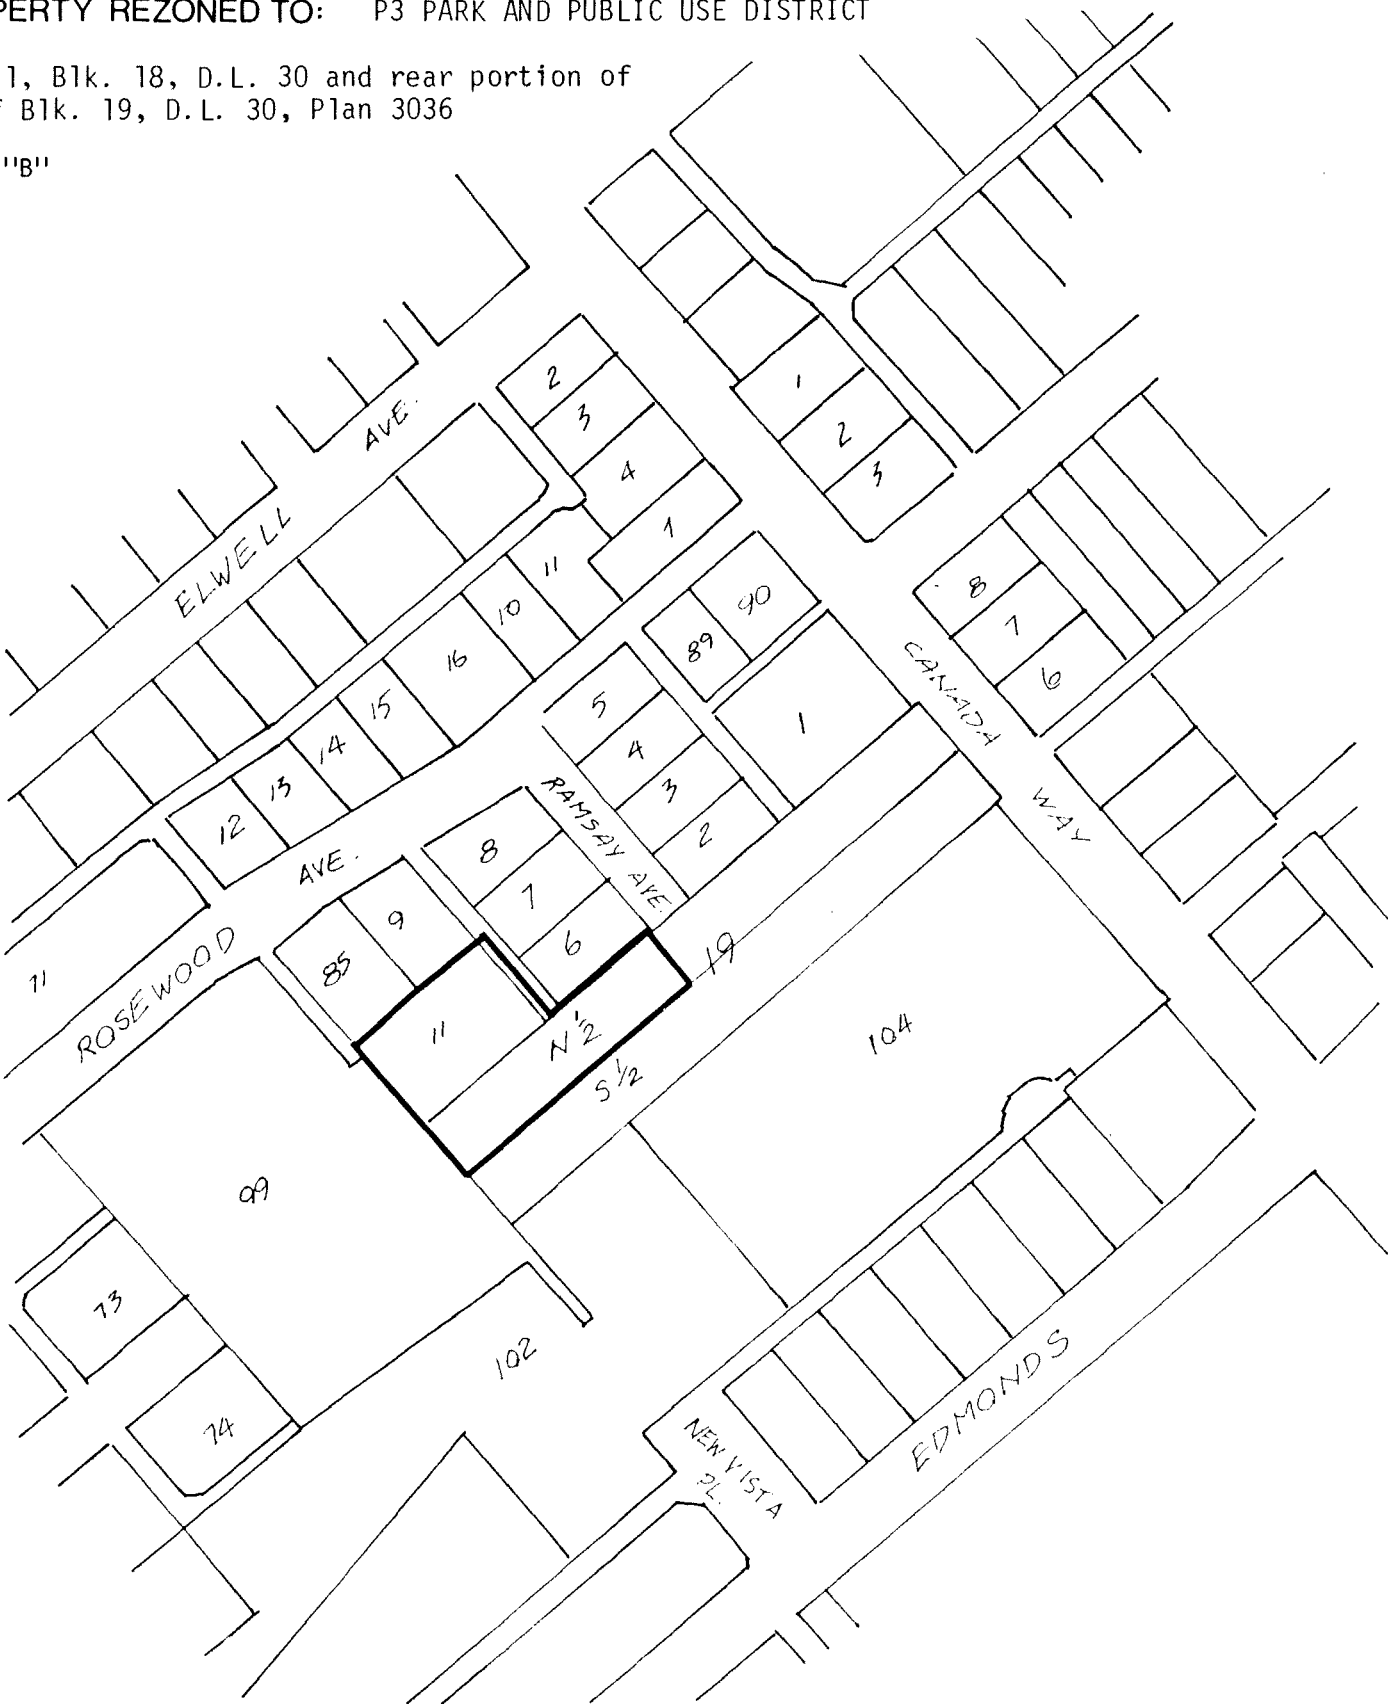 PERTY REZONED TO: P3 PARK AND PUBLIC USE DISTRICT
1, Blk. 18, D.L. 30 and rear portion of
Blk. 19, D.L. 30, Plan 3036
"B"
2
3
4
1
1
2
3
AVE.
ELWELL
11
10
16
15
14
13
12
90
89
8
7
6
CANADA
WAY
5
4
3
2
1
RAMSAY AVE.
AVE.
ROSEWOOD
71
8
7
6
9
85
11
N 1/2
S 1/2
19
104
99
73
74
102
NEW VISTA
PL.
EDMONDS